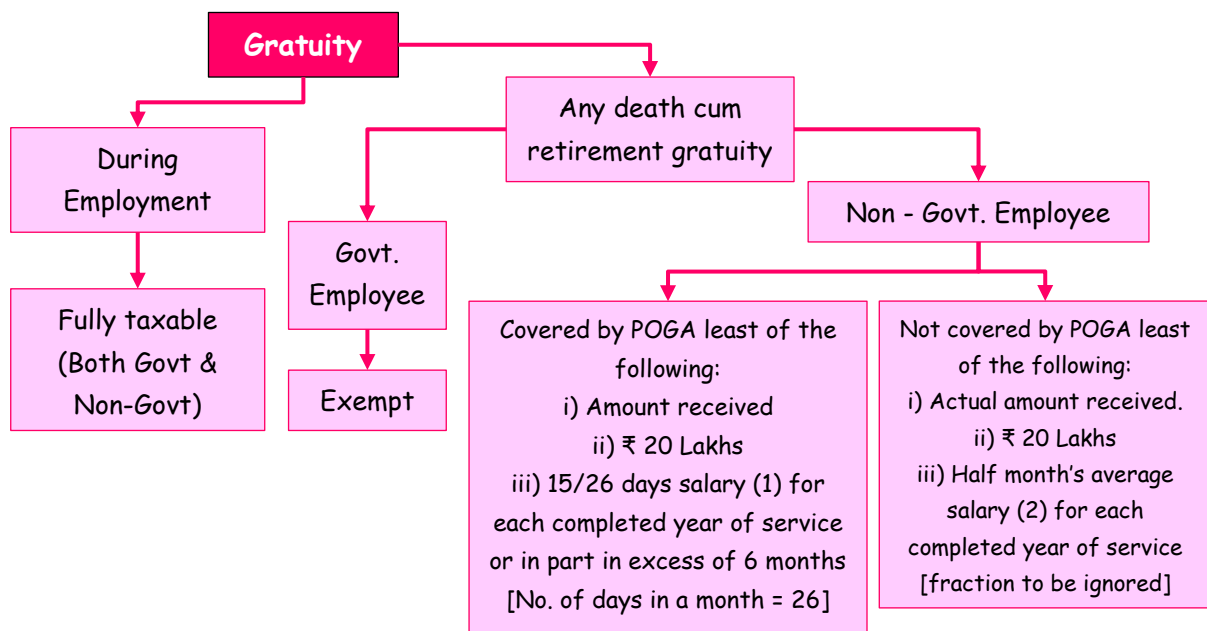 Gratuity
Any death cum
retirement gratuity
During
Employment
Non - Govt. Employee
Govt.
Employee
Fully taxable
(Both Govt &
Non-Govt)
Exempt
Covered by POGA least of the
following:
i) Amount received
ii) ₹ 20 Lakhs
iii) 15/26 days salary (1) for
each completed year of service
or in part in excess of 6 months
[No. of days in a month = 26]
Not covered by POGA least
of the following:
i) Actual amount received.
ii) ₹ 20 Lakhs
iii) Half month's average
salary (2) for each
completed year of service
[fraction to be ignored]